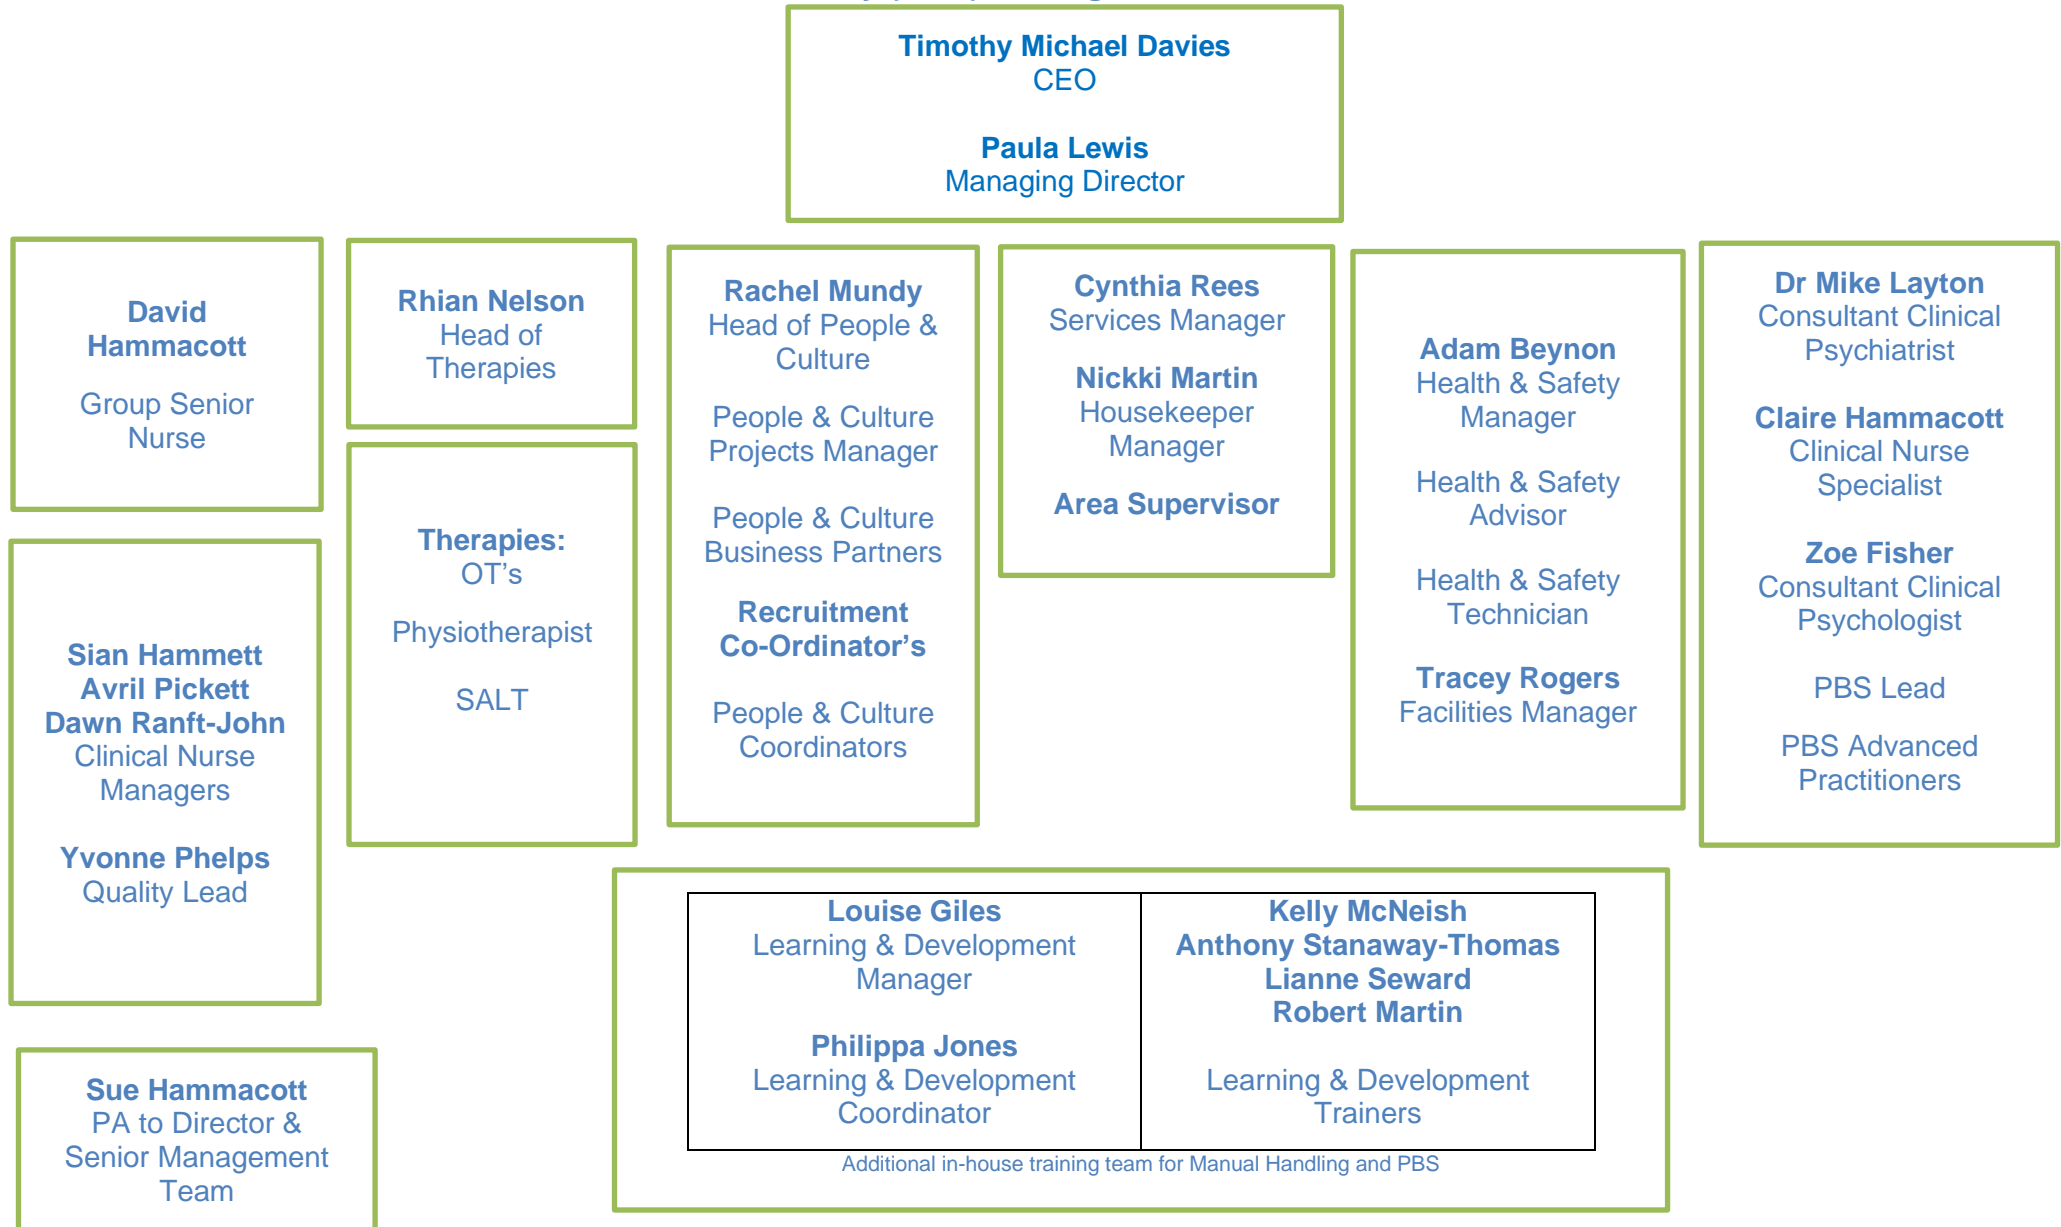 Timothy Michael Davies
CEO
Paula Lewis
Managing Director
David
Hammacott
Group Senior
Nurse
Rhian Nelson
Head of
Therapies
Rachel Mundy
Head of People &
Culture
People & Culture
Projects Manager
People & Culture
Business Partners
Recruitment
Co-Ordinator’s
People & Culture
Coordinators
Cynthia Rees
Services Manager
Nickki Martin
Housekeeper
Manager
Area Supervisor
Adam Beynon
Health & Safety
Manager
Health & Safety
Advisor
Health & Safety
Technician
Tracey Rogers
Facilities Manager
Dr Mike Layton
Consultant Clinical
Psychiatrist
Claire Hammacott
Clinical Nurse
Specialist
Zoe Fisher
Consultant Clinical
Psychologist
PBS Lead
PBS Advanced
Practitioners
Therapies:
OT’s
Physiotherapist
SALT
Sian Hammett
Avril Pickett
Dawn Ranft-John
Clinical Nurse
Managers
Yvonne Phelps
Quality Lead
Louise Giles
Learning & Development
Manager
Philippa Jones
Learning & Development
Coordinator
Kelly McNeish
Anthony Stanaway-Thomas
Lianne Seward
Robert Martin
Learning & Development
Trainers
Additional in-house training team for Manual Handling and PBS
Sue Hammacott
PA to Director &
Senior Management
Team